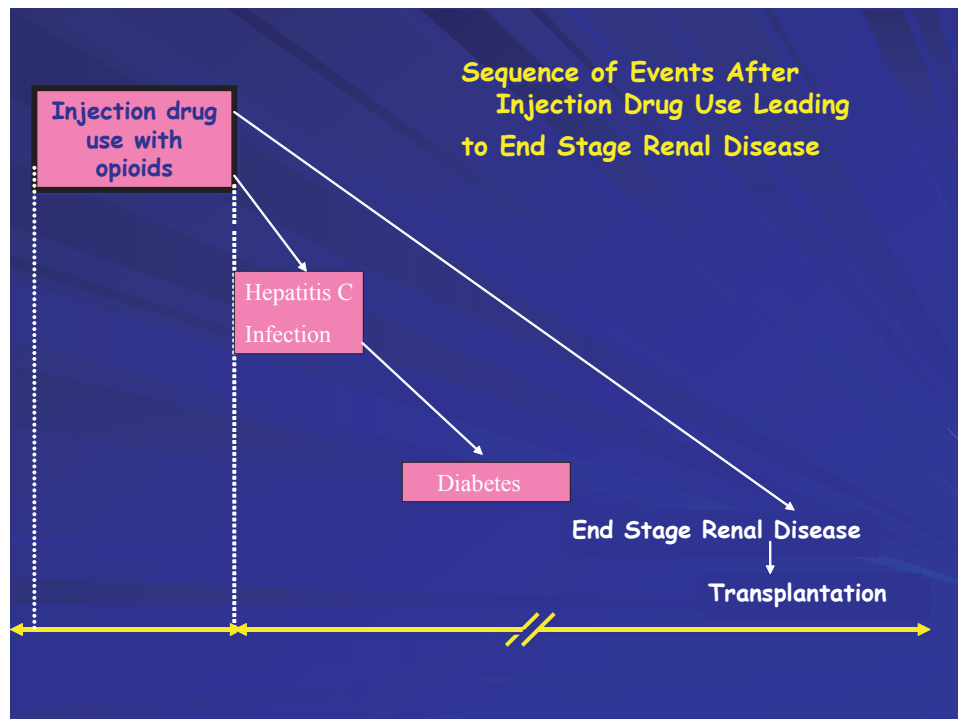 Sequence of Events After
Injection Drug Use Leading
to End Stage Renal Disease
Injection drug
use with
opioids
Hepatitis C
Infection
Diabetes
End Stage Renal Disease
Transplantation